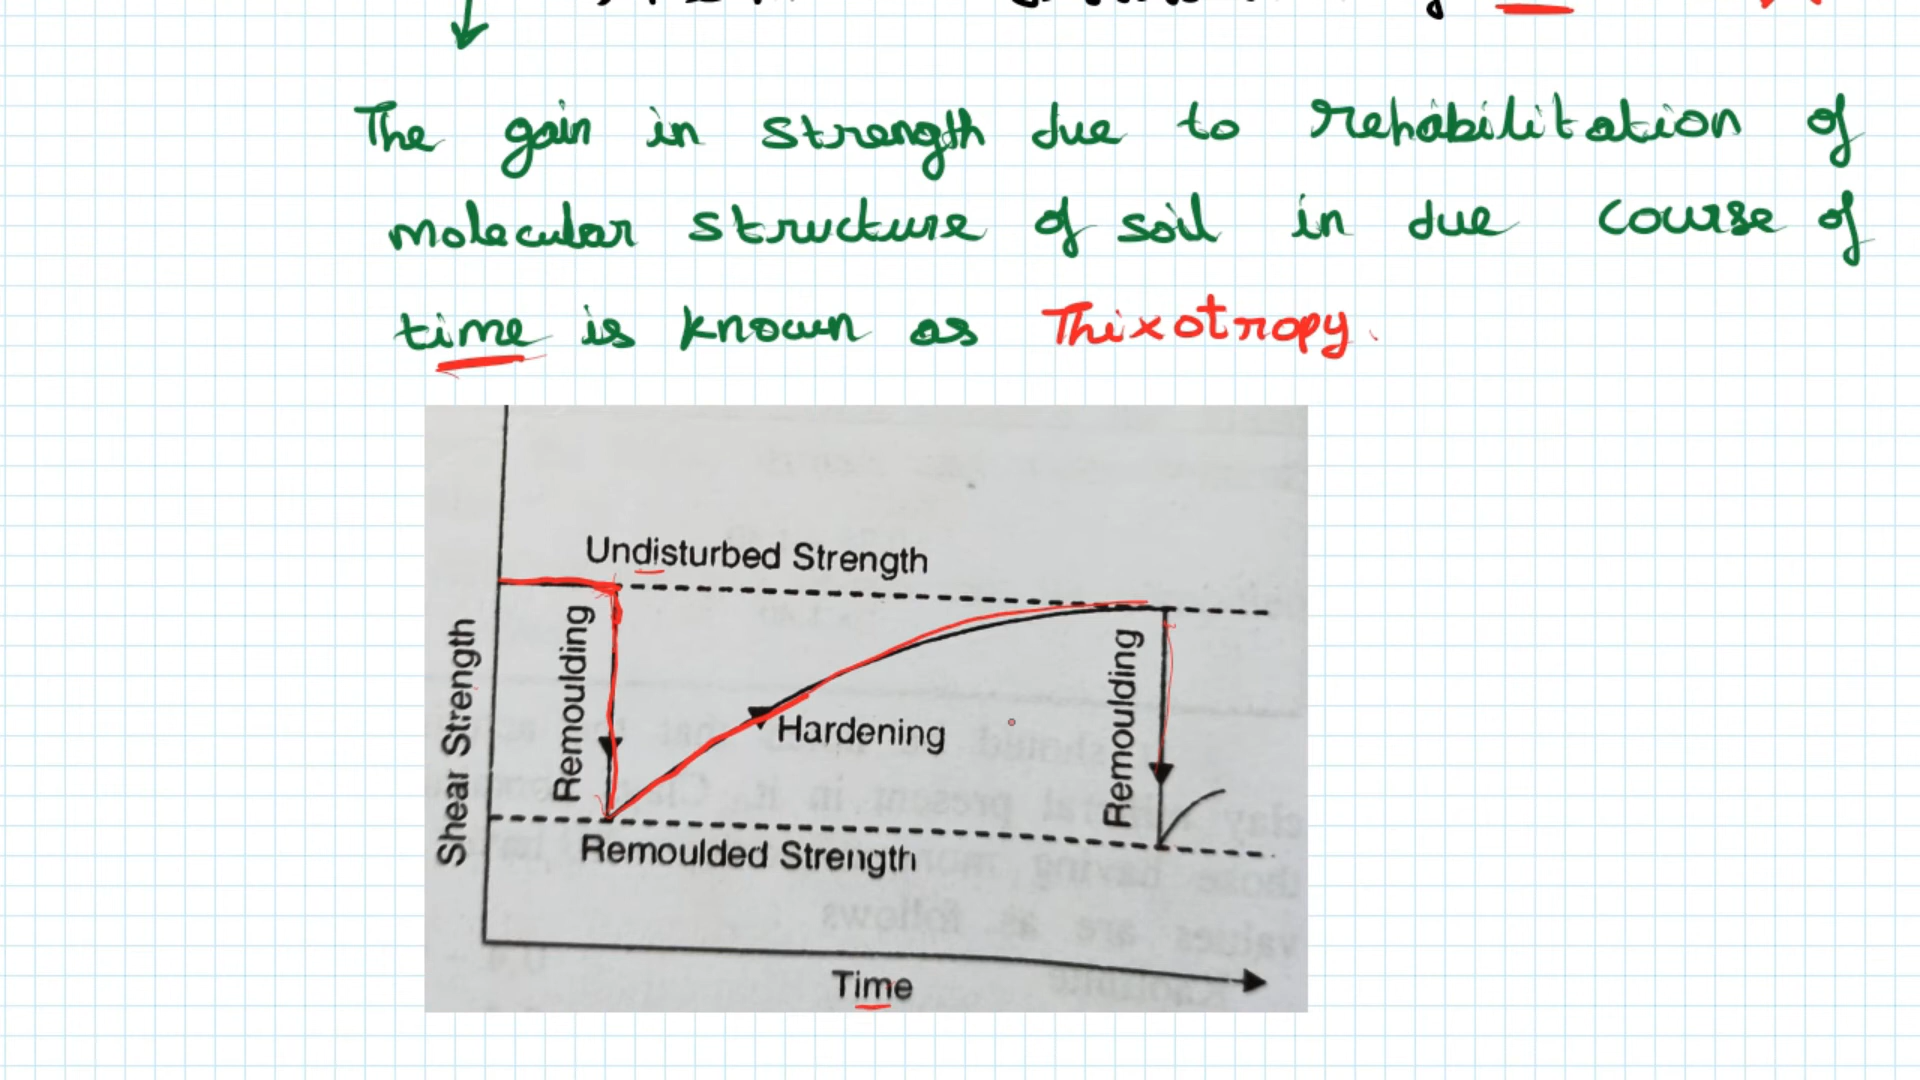 The gain in strength due to rehabilitation of
molecular structure of soil in due course of
time is known as Thixotropy.
Undisturbed Strength
Shear Strength
Remoulding
Hardening
Remoulding
Remoulded Strength
Time